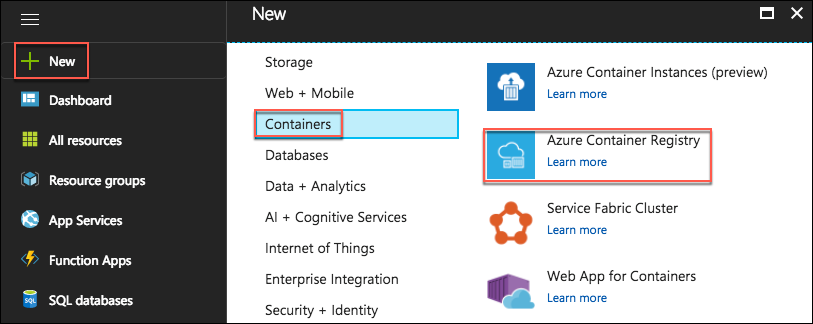 New
Dashboard
All resources
Resource groups
App Services
Function Apps
SQL
SQL databases
New
Storage
Web + Mobile
Containers
Databases
Data + Analytics
AI + Cognitive Services
Internet of Things
Enterprise Integration
Security + Identity
Azure Container Instances (preview)
Learn more
Azure Container Registry
Learn more
Service Fabric Cluster
Learn more
Web App for Containers
Learn more